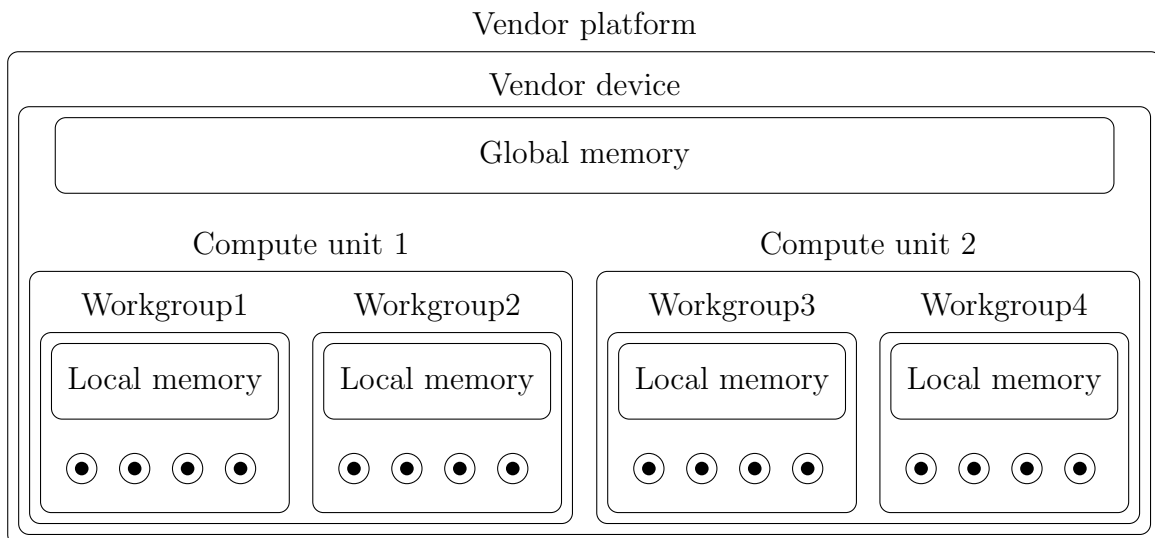 Vendor platform
Vendor device
Global memory
Compute unit 1 Compute unit 2
Workgroup1 Workgroup2 Workgroup3 Workgroup4
Local memory Local memory Local memory Local memory